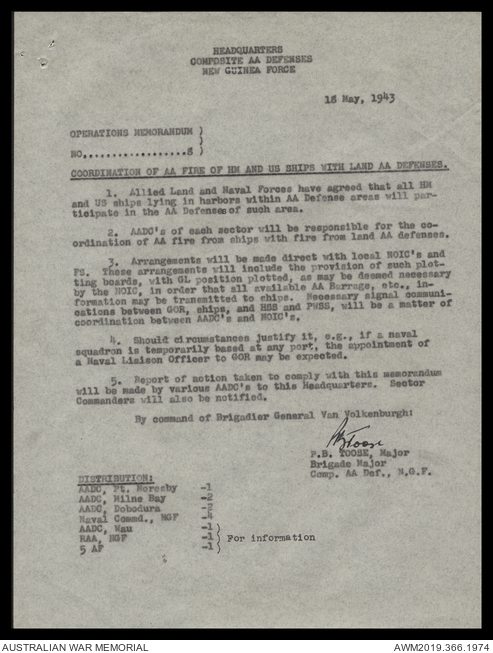 HEADQUARTERS
COMPOSITE AA DEFENSES
NEW GUINEA FORCE
18 May, 1943
OPERATIONS MEMORANDUM )
)
NO..................8 )
COORDINATION OF AA FIRE OF HM AND US SHIPS WITH LAND AA DEFENSES.
1. Allied Land and Naval Forces have agreed that all HM
and US ships lying in harbors within AA Defense areas will par-
ticipate in the AA Defenses of such area.
2. AADC's of each sector will be responsible for the co-
ordination of AA fire from ships with fire from land AA defenses.
3. Arrangements will be made direct with local NOIC's and
FS. These arrangements will include the provision of such plot-
ting boards, with GL position plotted, as may be deemed necessary
by the NOIC, in order that all available AA Barrage, etc., in-
formation may be transmitted to ships. Necessary signal communi-
cations between GOR, ships, and HSS and PWSS, will be a matter of
coordination between AADC's and NOIC's.
4. Should circumstances justify it, e.g., if a naval
squadron is temporarily based at any port, the appointment of
a Naval Liaison Officer to GOR may be expected.
5. Report of action taken to comply with this memorandum
will be made by various AADC's to this Headquarters. Sector
Commanders will also be notified.
By command of Brigadier General Van Volkenburgh:
PB Toose
P.B. TOOSE, Major
Brigade Major
Comp. AA Def., N.G.F.
DISTRIBUTION:
AADC, Pt. Moresby -1
AADC, Milne Bay -2
AADC, Dobodura -2
Naval Commd., NGF -4
AADC, Wau -1)
RAA, NGF -1) For information
5 AF -1)
AUSTRALIAN WAR MEMORIAL
AWM2019.366.1974